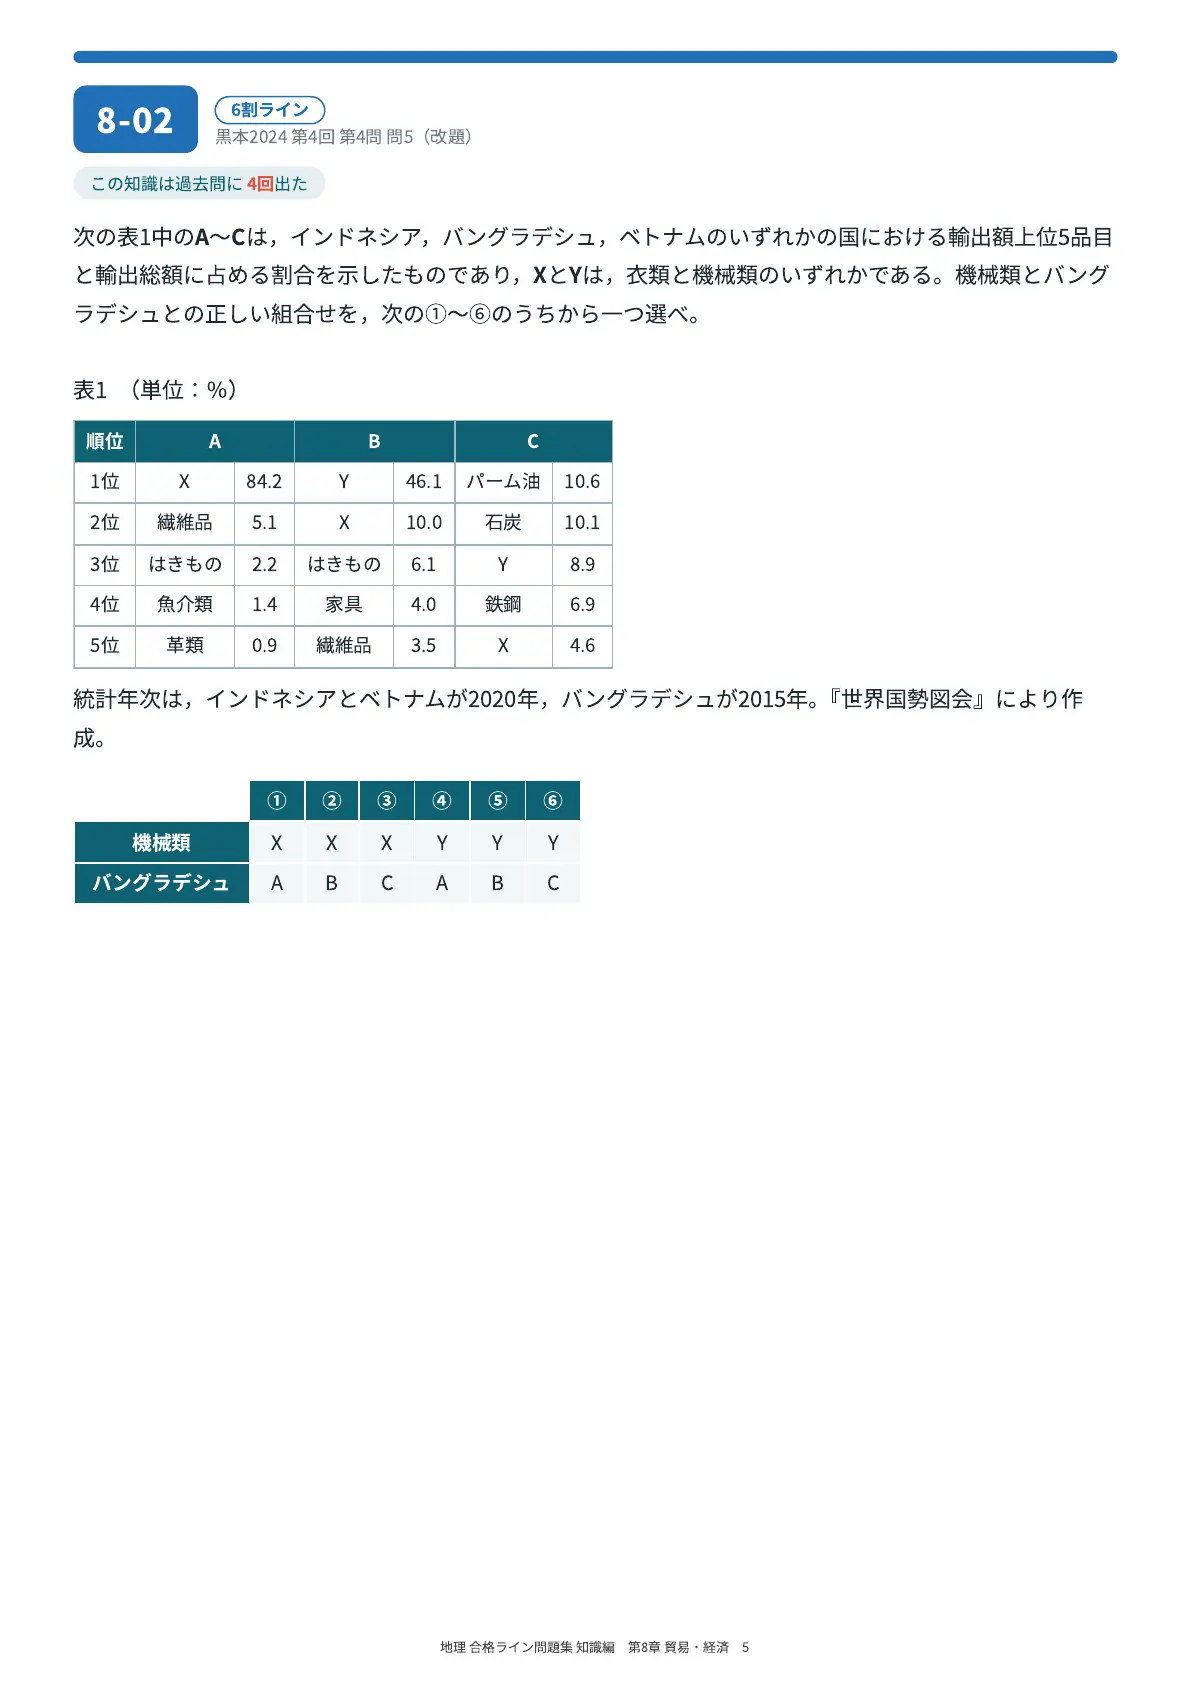 8-02
6割ライン
黒本2024 第4回 第4問 問5（改題）
この知識は過去問に 4回出た
次の表1中のA～Cは，インドネシア，バングラデシュ，ベトナムのいずれかの国における輸出額上位5品目
と輸出総額に占める割合を示したものであり，XとYは，衣類と機械類のいずれかである。機械類とバング
ラデシュとの正しい組合せを，次の①～⑥のうちから一つ選べ。
表1 （単位：%）
順位 A B C
1位 X 84.2 Y 46.1 パーム油 10.6
2位 繊維品 5.1 X 10.0 石炭 10.1
3位 はきもの 2.2 はきもの 6.1 Y 8.9
4位 魚介類 1.4 家具 4.0 鉄鋼 6.9
5位 革類 0.9 繊維品 3.5 X 4.6
統計年次は，インドネシアとベトナムが2020年，バングラデシュが2015年。『世界国勢図会』により作
成。
① ② ③ ④ ⑤ ⑥
機械類 X X X Y Y Y
バングラデシュ A B C A B C
地理 合格ライン問題集 知識編 第8章 貿易・経済 5